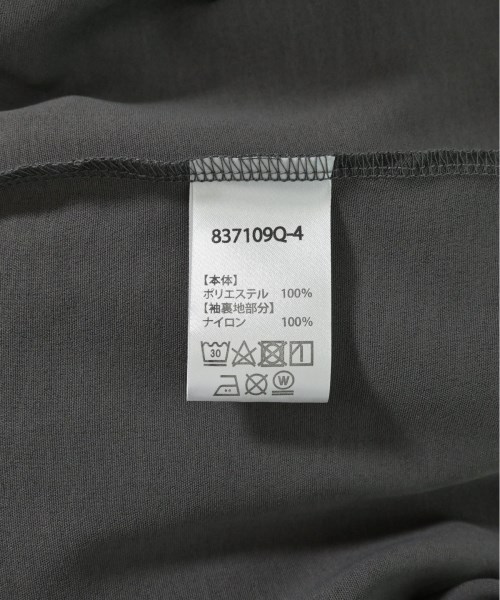 837109Q-4
【本体】
ポリエステル 100%
【袖裏地部分】
ナイロン 100%
30
W